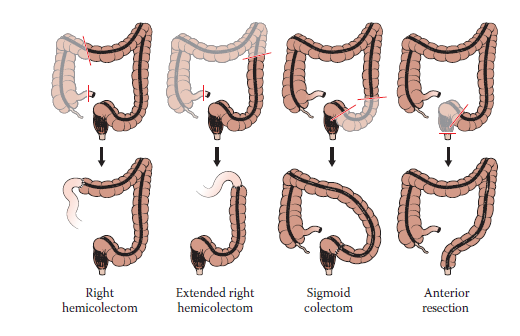 Right
hemicolectom
Extended right
hemicolectom
Sigmoid
colectom
Anterior
resection